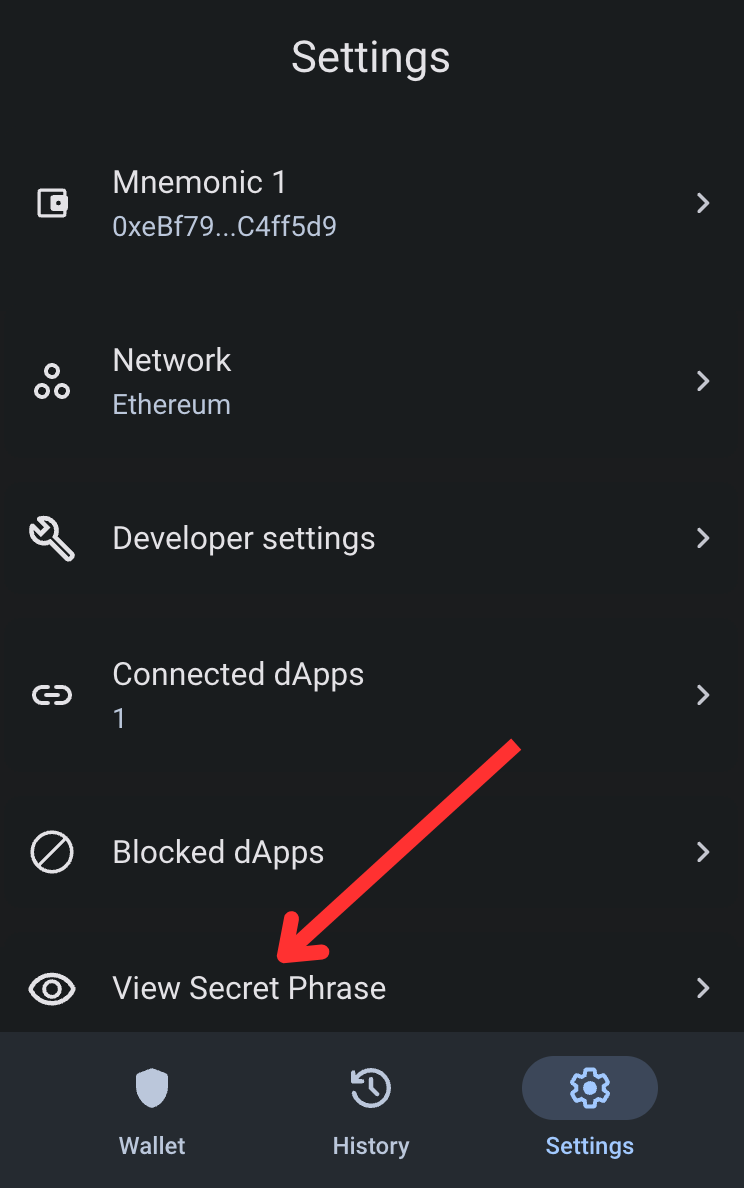 Settings
Mnemonic 1
0xeBf79...C4ff5d9
Network
Ethereum
Developer settings
Connected dApps
1
Blocked dApps
View Secret Phrase
Wallet
History
Settings